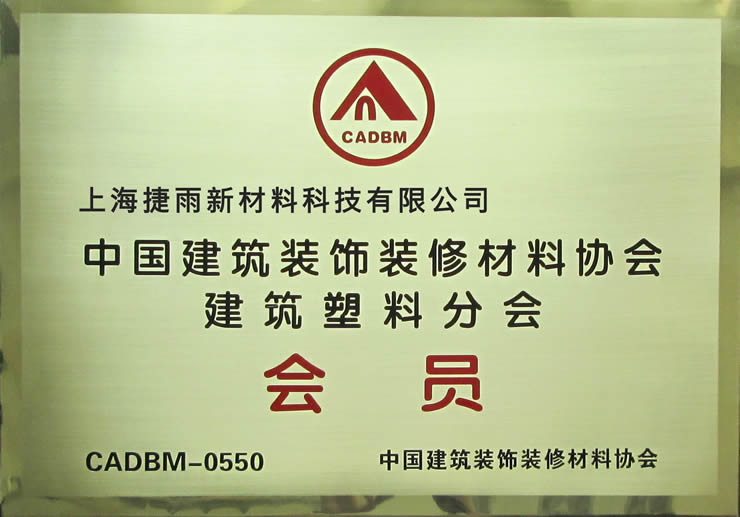 CADBM
上海捷雨新材料科技有限公司
中国建筑装饰装修材料协会
建筑塑料分会
会员
CADBM-0550 中国建筑装饰装修材料协会